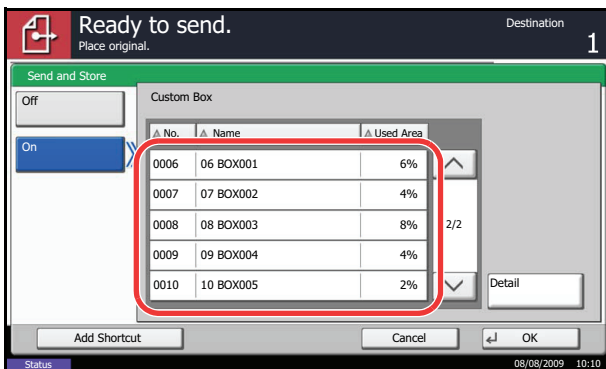 Ready to send.
Destination
Place original.
1
Send and Store
Off
Custom Box
No. Name Used Area
On
0006 06 BOX001 6%
0007 07 BOX002 4%
0008 08 BOX003 8%
2/2
0009 09 BOX004 4%
0010 10 BOX005 2%
Detail
Add Shortcut Cancel OK
Status 08/08/2009 10:10